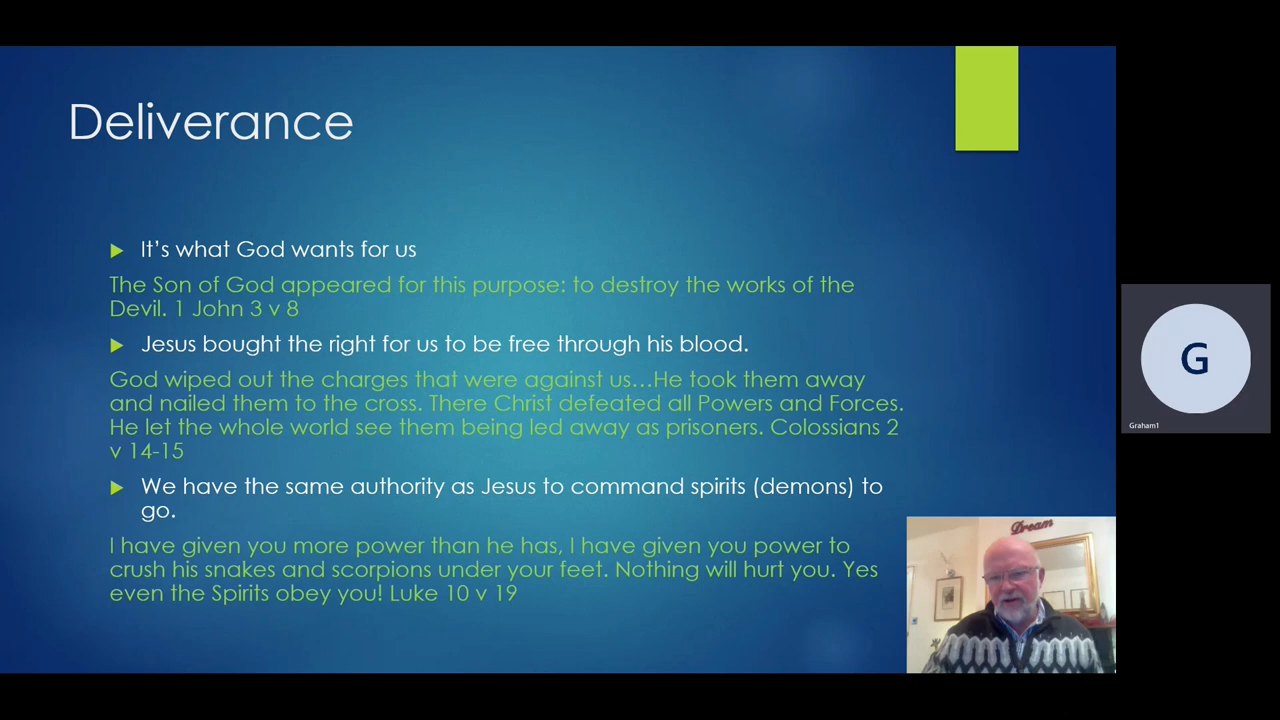 Deliverance
It's what God wants for us
The Son of God appeared for this purpose: to destroy the works of the
Devil. 1 John 3 v 8
Jesus bought the right for us to be free through his blood.
God wiped out the charges that were against us…He took them away
and nailed them to the cross. There Christ defeated all Powers and Forces.
He let the whole world see them being led away as prisoners. Colossians 2
v 14-15
We have the same authority as Jesus to command spirits (demons) to
go.
I have given you more power than he has, I have given you power to
crush his snakes and scorpions under your feet. Nothing will hurt you. Yes
even the Spirits obey you! Luke 10 v 19
Dream
G
Graham1